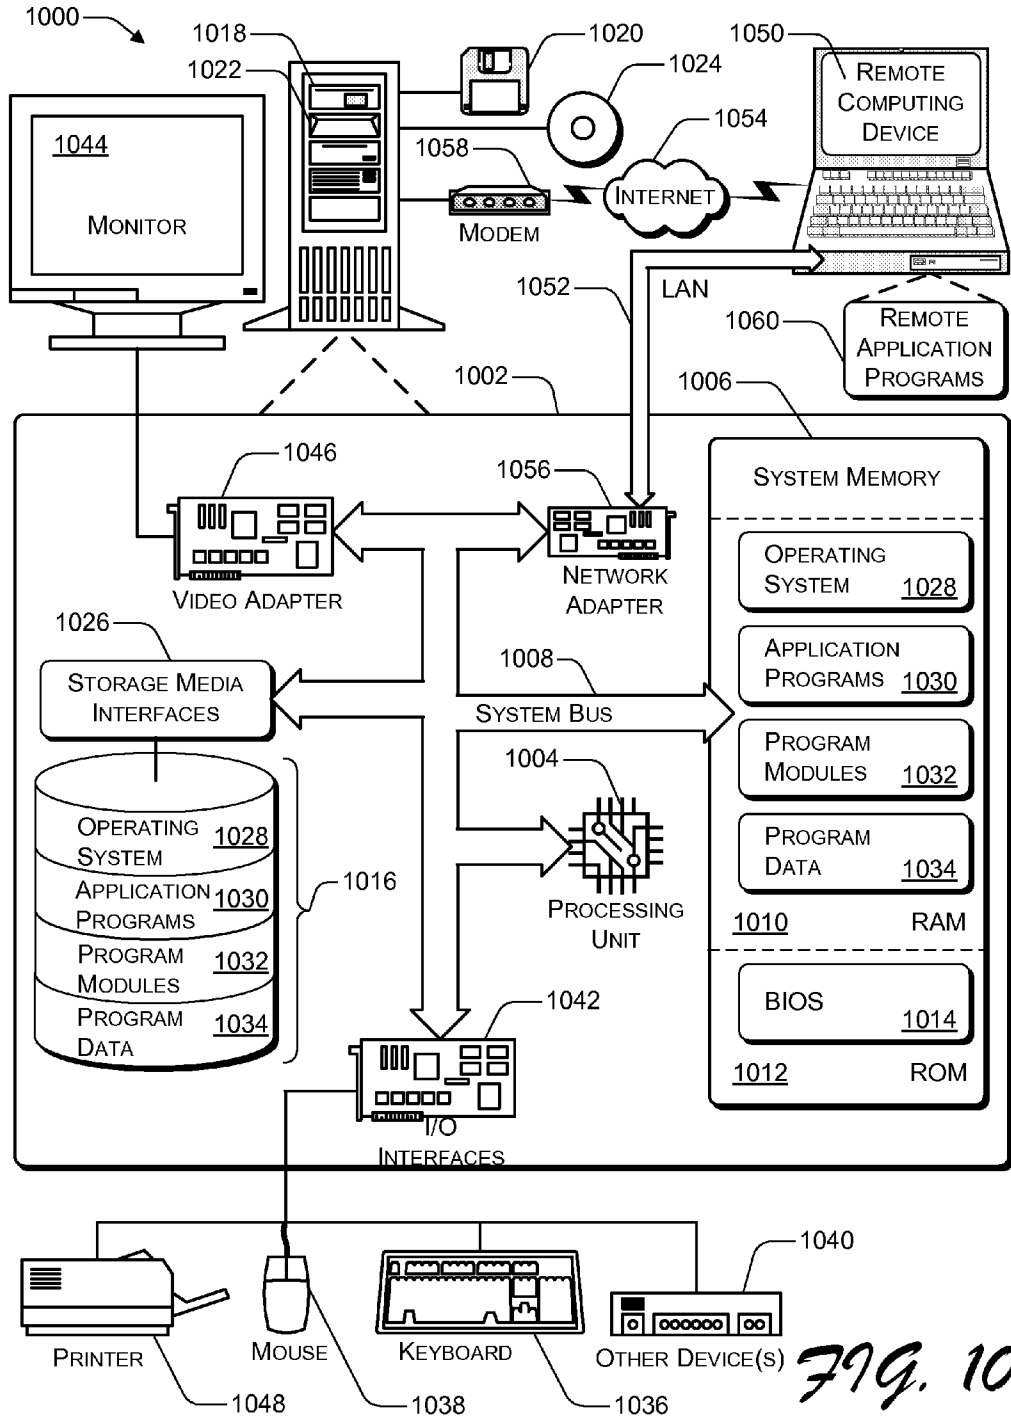 1000
1018
1022
1020
1024
1050
REMOTE
COMPUTING
DEVICE
1044
MONITOR
1058
1054
INTERNET
MODEM
1052
LAN
1060
REMOTE
APPLICATION
PROGRAMS
1002
1006
1046
1056
SYSTEM MEMORY
VIDEO ADAPTER
NETWORK
ADAPTER
OPERATING
SYSTEM 1028
1026
STORAGE MEDIA
INTERFACES
1008
SYSTEM BUS
APPLICATION
PROGRAMS 1030
PROGRAM
MODULES 1032
1004
PROCESSING
UNIT
PROGRAM
DATA 1034
1010 RAM
OPERATING
SYSTEM 1028
APPLICATION
PROGRAMS 1030
PROGRAM
MODULES 1032
PROGRAM
DATA 1034
1016
BIOS
1014
1012 ROM
1042
I/O
INTERFACES
1040
PRINTER
MOUSE
KEYBOARD
OTHER DEVICE(S)
1048
1038
1036
FIG. 10